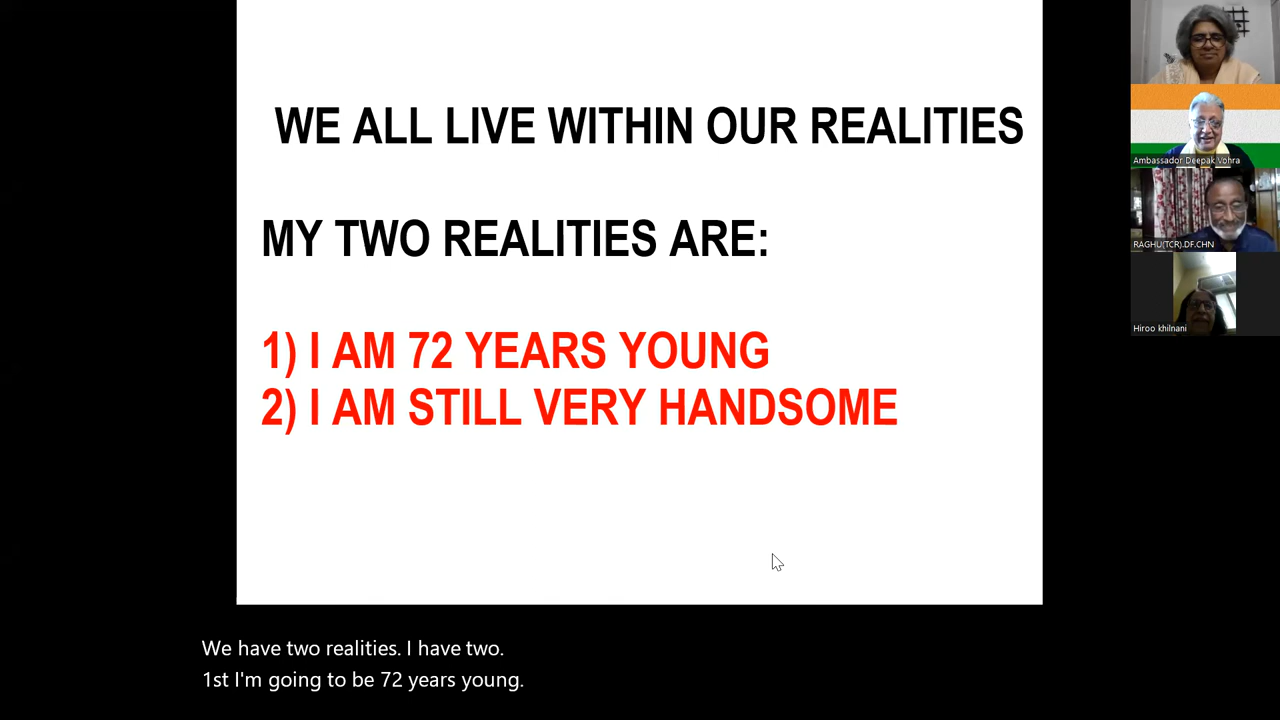 WE ALL LIVE WITHIN OUR REALITIES
MY TWO REALITIES ARE:
1) I AM 72 YEARS YOUNG
2) I AM STILL VERY HANDSOME
Ambassador Deepak Vohra
RAGHU(TCR).DF.CHN
Hiroo khilnani
We have two realities. I have two.
1st I'm going to be 72 years young.